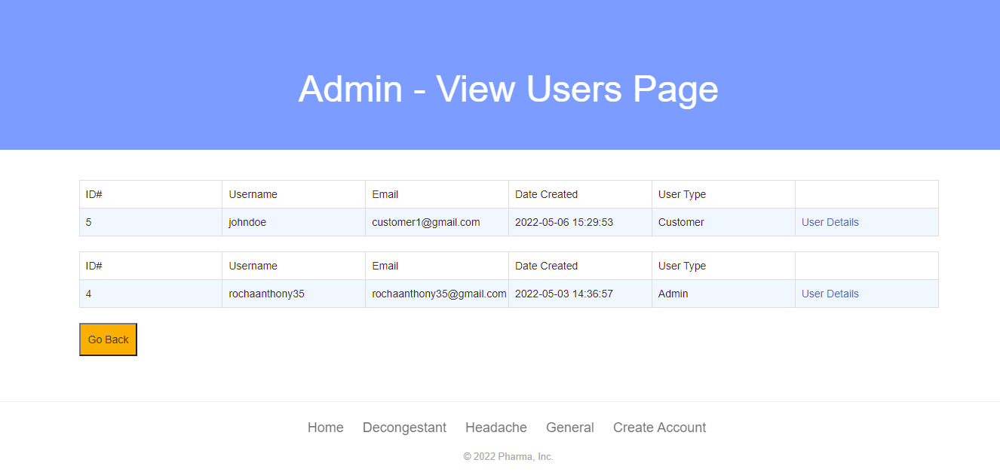 Admin - View Users Page
ID# Username Email Date Created User Type
5 johndoe customer1@gmail.com 2022-05-06 15:29:53 Customer User Details
ID# Username Email Date Created User Type
4 rochaanthony35 rochaanthony35@gmail.com 2022-05-03 14:36:57 Admin User Details
Go Back
Home Decongestant Headache General Create Account
© 2022 Pharma, Inc.